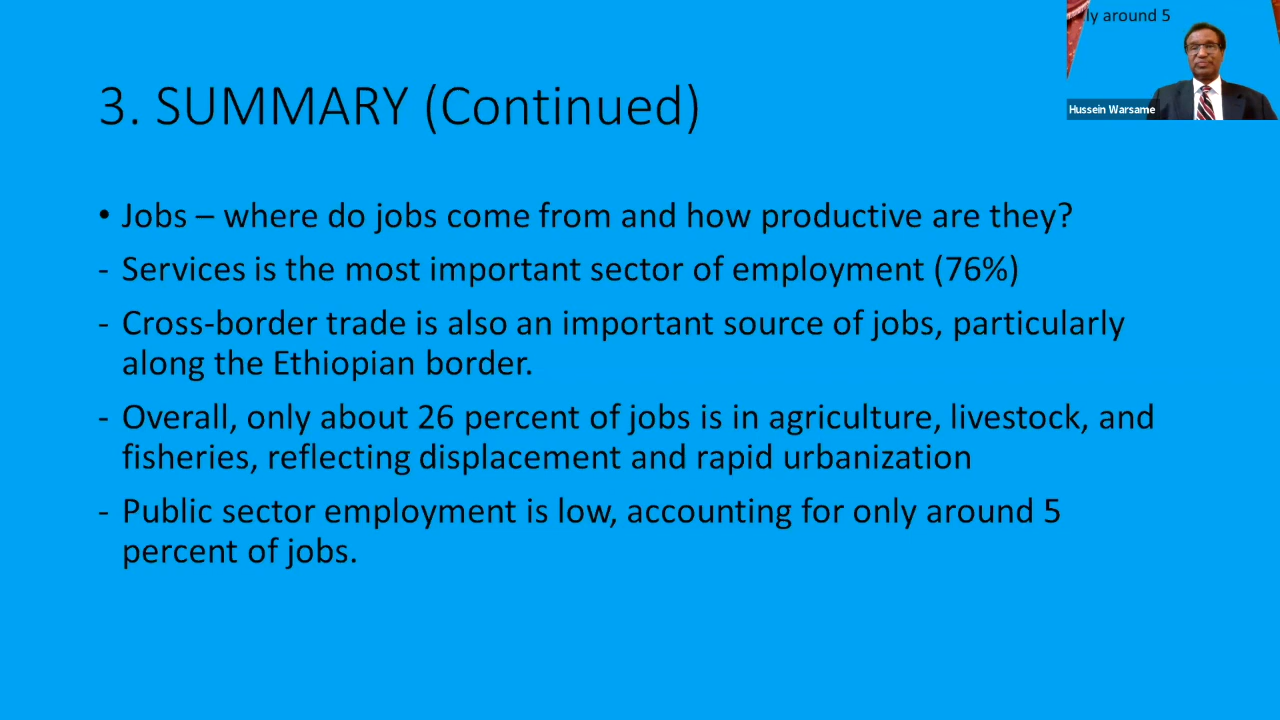 ly around 5
Hussein Warsame
3. SUMMARY (Continued)
• Jobs – where do jobs come from and how productive are they?
- Services is the most important sector of employment (76%)
- Cross-border trade is also an important source of jobs, particularly
along the Ethiopian border.
- Overall, only about 26 percent of jobs is in agriculture, livestock, and
fisheries, reflecting displacement and rapid urbanization
- Public sector employment is low, accounting for only around 5
percent of jobs.